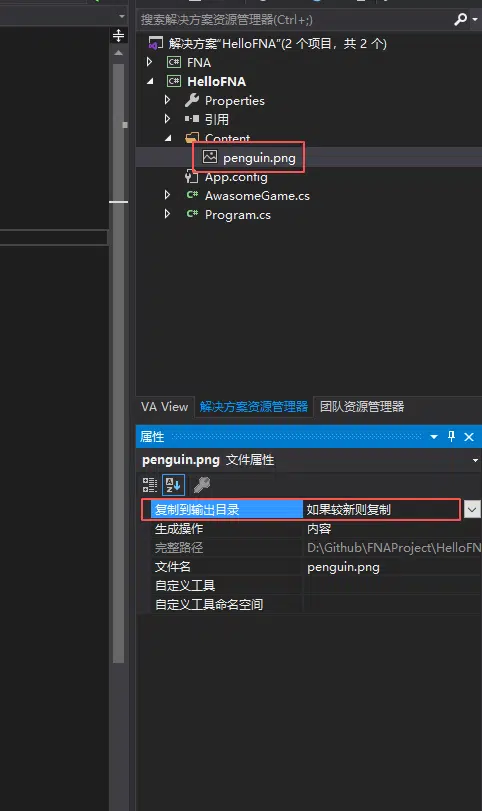 搜索解决方案资源管理器(Ctrl+;)
解决方案"HelloFNA"(2 个项目，共 2 个)
C# FNA
C# HelloFNA
Properties
引用
Content
penguin.png
App.config
C# AwasomeGame.cs
C# Program.cs
VA View 解决方案资源管理器 团队资源管理器
属性
penguin.png 文件属性
复制到输出目录 如果较新则复制
生成操作 内容
完整路径 D:\Github\FNAProject\HelloFN
文件名 penguin.png
自定义工具
自定义工具命名空间